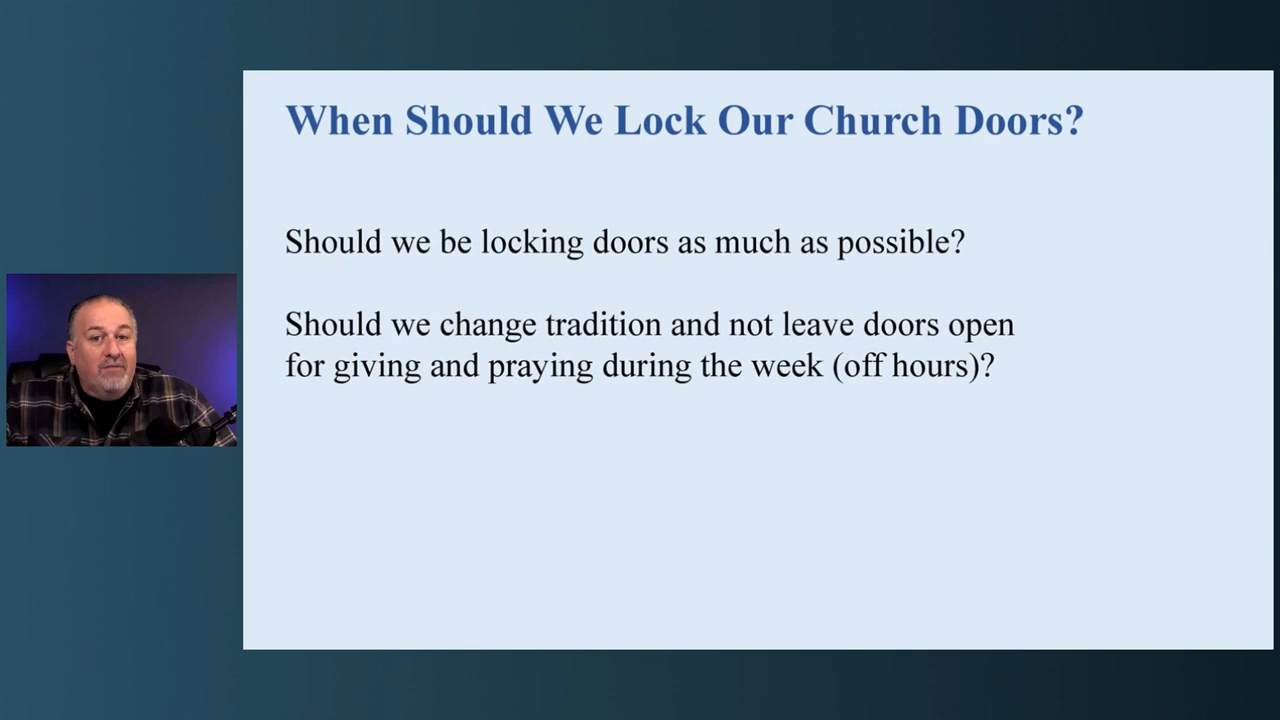 When Should We Lock Our Church Doors?
Should we be locking doors as much as possible?
Should we change tradition and not leave doors open
for giving and praying during the week (off hours)?